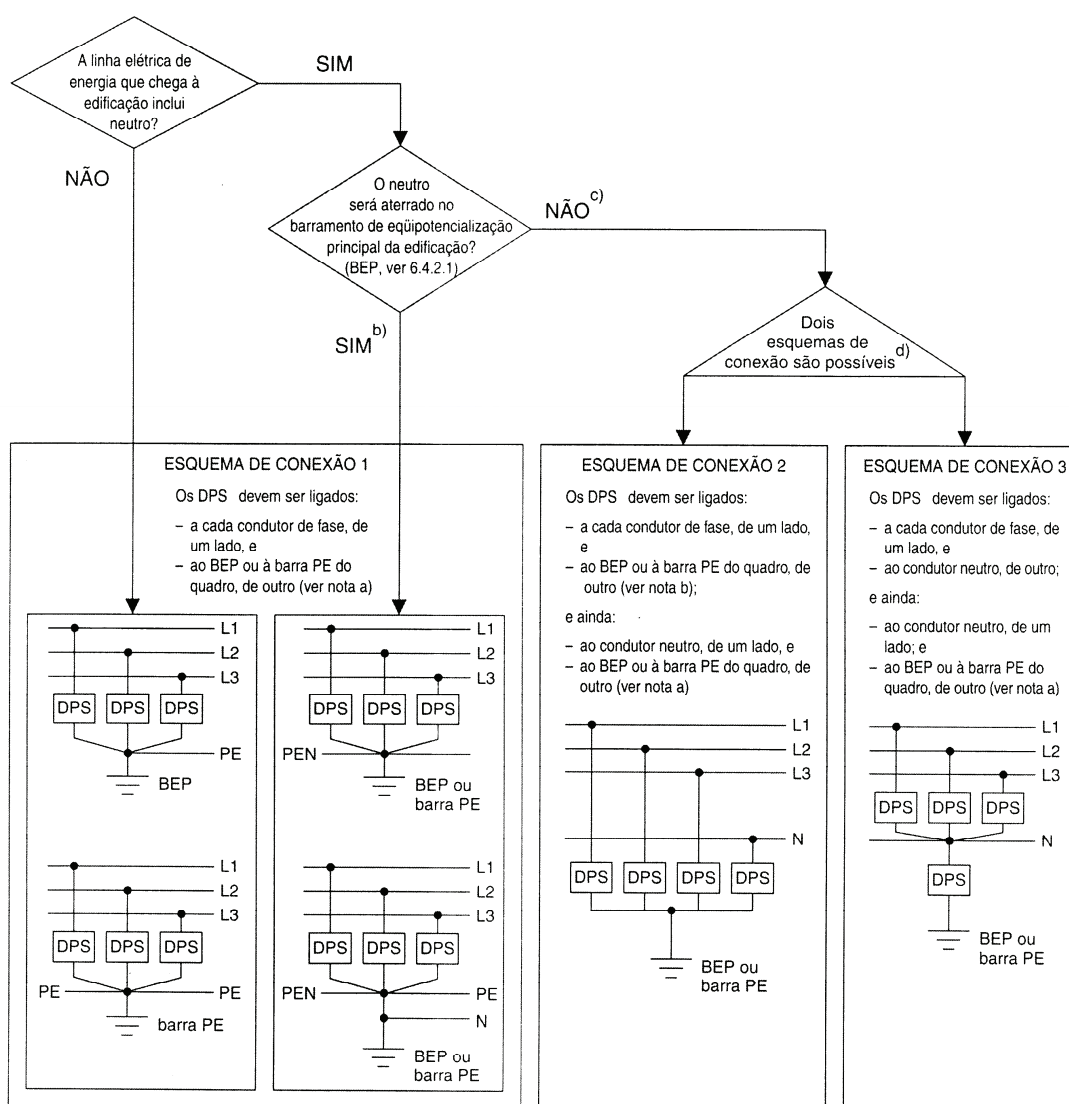 A linha elétrica de
energia que chega à
edificação inclui
neutro?
SIM
NÃO
O neutro
será aterrado no
barramento de eqüipotencialização
principal da edificação?
(BEP, ver 6.4.2.1)
NÃO c)
SIM b)
Dois
esquemas de
conexão são possíveis d)
ESQUEMA DE CONEXÃO 1
Os DPS devem ser ligados:
– a cada condutor de fase, de
um lado, e
– ao BEP ou à barra PE do
quadro, de outro (ver nota a)
L1
L2
L3
DPS DPS DPS
PE
BEP
L1
L2
L3
DPS DPS DPS
PE PE
barra PE
L1
L2
L3
DPS DPS DPS
PEN
BEP ou
barra PE
L1
L2
L3
DPS DPS DPS
PEN PE
N
BEP ou
barra PE
ESQUEMA DE CONEXÃO 2
Os DPS devem ser ligados:
– a cada condutor de fase, de um lado,
e
– ao BEP ou à barra PE do quadro, de
outro (ver nota b);
e ainda:
– ao condutor neutro, de um lado, e
– ao BEP ou à barra PE do quadro, de
outro (ver nota a)
L1
L2
L3
N
DPS DPS DPS DPS
BEP ou
barra PE
ESQUEMA DE CONEXÃO 3
Os DPS devem ser ligados:
– a cada condutor de fase, de
um lado, e
– ao condutor neutro, de outro;
e ainda:
– ao condutor neutro, de um
lado; e
– ao BEP ou à barra PE do
quadro, de outro (ver nota a)
L1
L2
L3
DPS DPS DPS
N
DPS
BEP ou
barra PE